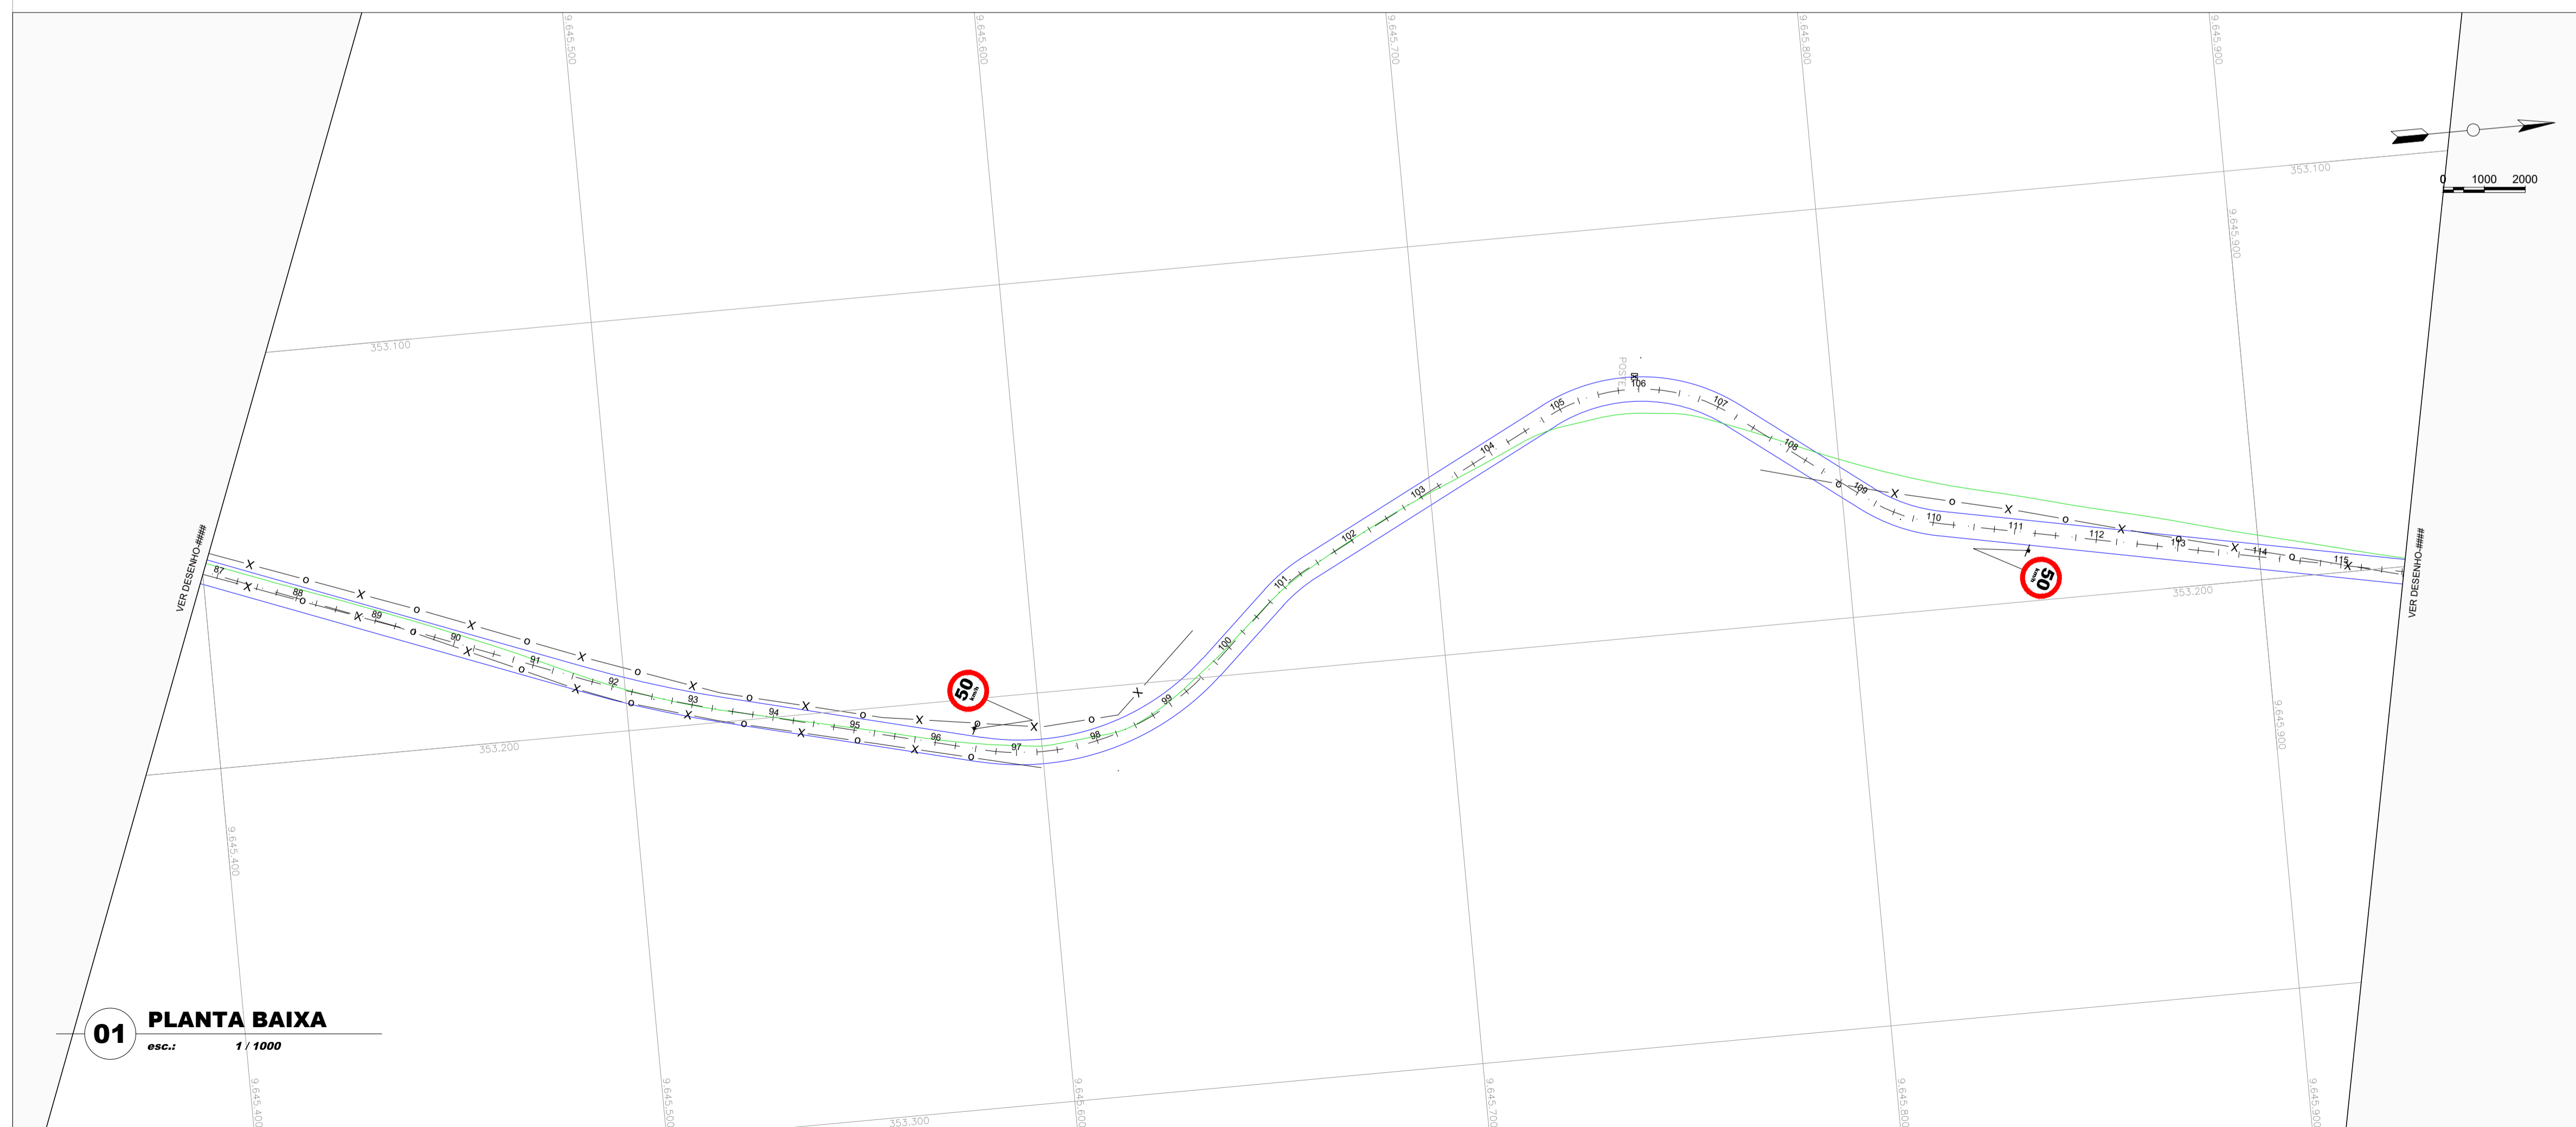 9.645.500
9.645.600
9.645.700
9.645.800
9.645.900
353.100
0 1000 2000
9.645.900
353.100
POSTE
106
105
107
104
108
103
109
110
111
112
113
114
115
102
101
100
99
98
97
96
95
94
93
92
91
90
89
88
87
VER DESENHO-####
VER DESENHO-####
50
km/h
50
km/h
353.200
353.200
9.645.900
9.645.400
01
PLANTA BAIXA
esc.: 1 / 1000
9.645.400
9.645.500
9.645.600
9.645.700
9.645.800
9.645.900
353.300
X
o
X
o
X
o
X
o
X
o
X
o
X
o
X
o
X
X
o
X
o
X
o
X
o
X
o
X
o
X
o
o
X
o
X
o
X
o
X
o
X